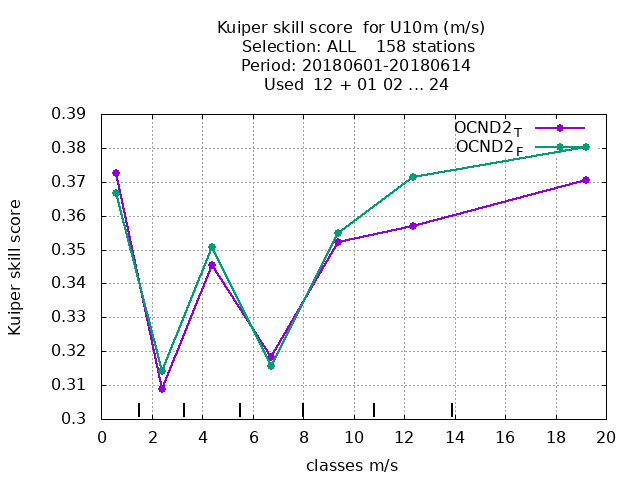 Kuiper skill score  for U10m (m/s)
Selection: ALL    158 stations
Period: 20180601-20180614
Used  12 + 01 02 ... 24
0.39
0.38
0.37
0.36
0.35
0.34
0.33
0.32
0.31
0.3
Kuiper skill score
OCND2T
OCND2F
0 2 4 6 8 10 12 14 16 18 20
classes m/s